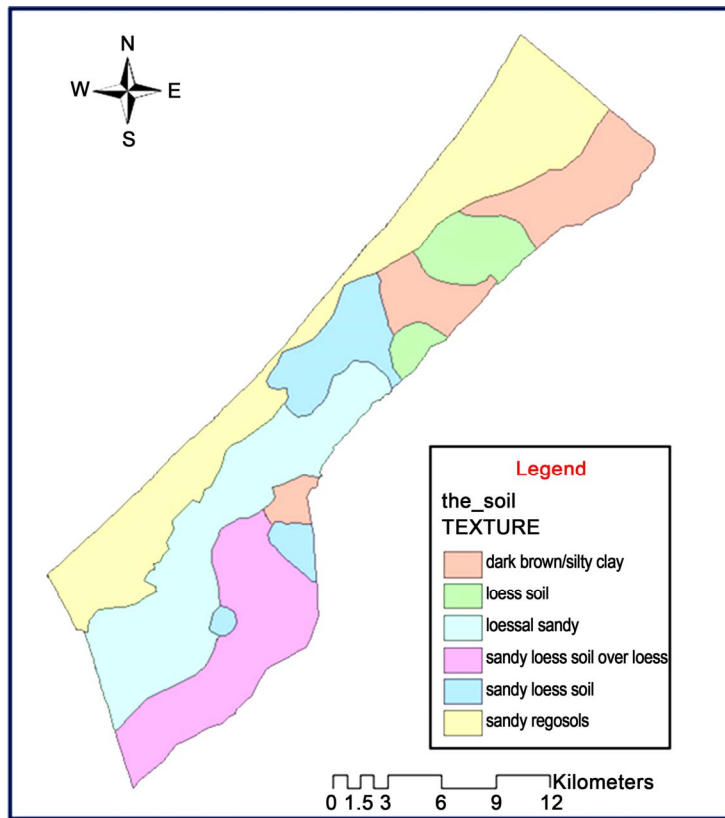 N
W E
S
Legend
the_soil
TEXTURE
dark brown/silty clay
loess soil
loessal sandy
sandy loess soil over loess
sandy loess soil
sandy regosols
Kilometers
0 1.5 3 6 9 12